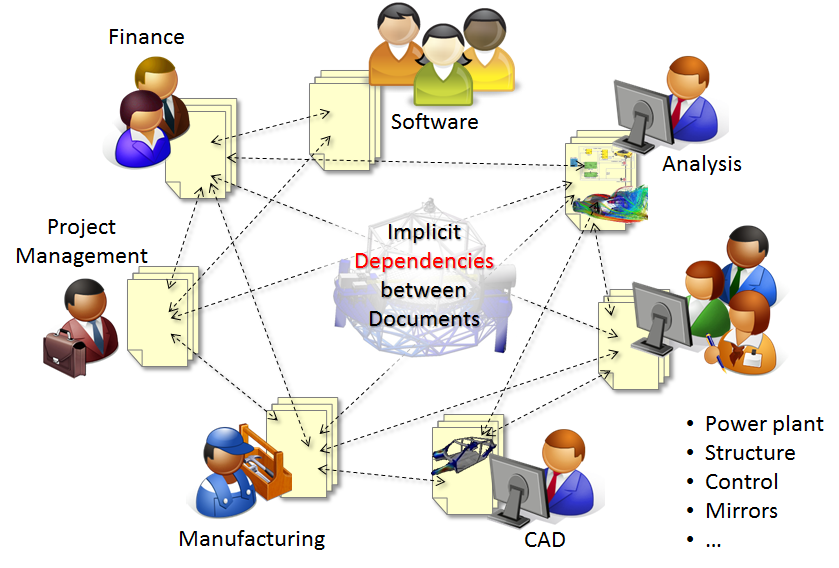 Finance
Software
Analysis
Project
Management
Implicit
Dependencies
between
Documents
• Power plant
• Structure
• Control
• Mirrors
• ...
Manufacturing
CAD